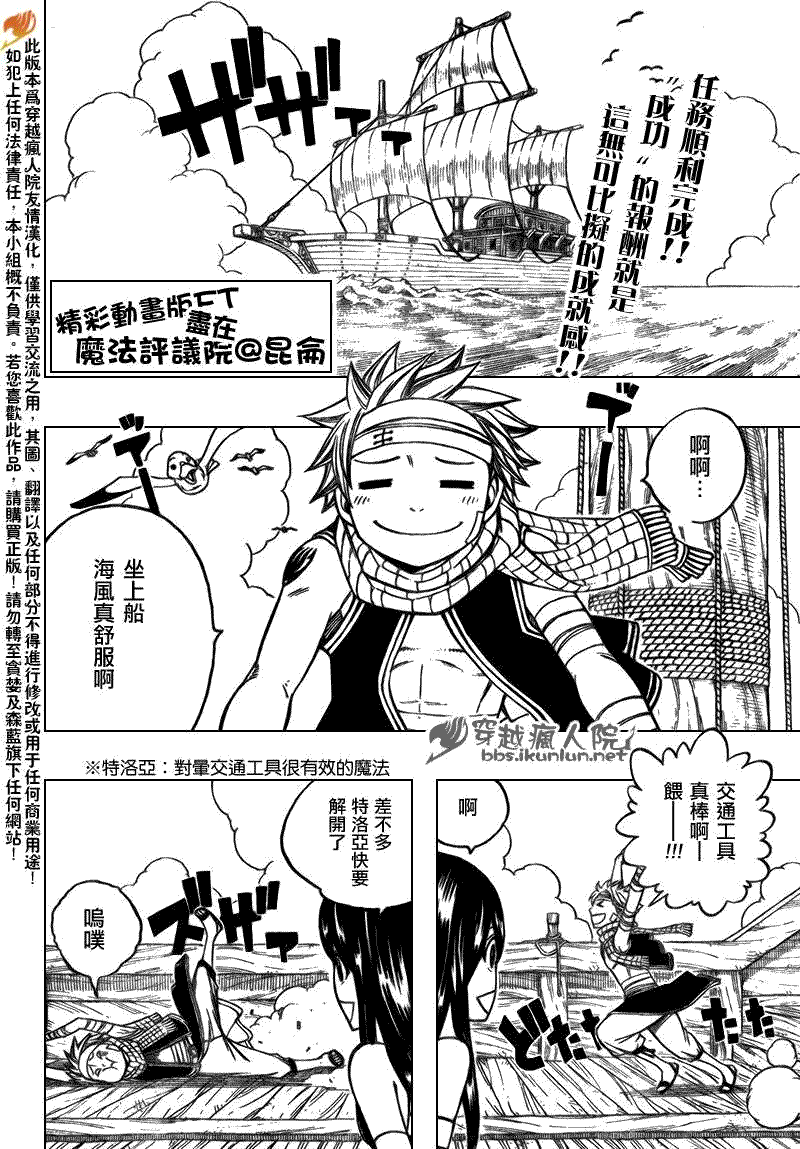 此版本爲穿越瘋人院友情漢化，僅供學習交流之用，其圖、翻譯以及任何部分不得進行修改或用于任何商業用途！
如犯上任何法律責任，本小組概不負責。若您喜歡此作品，請購買正版！請勿轉至貪婪及森藍旗下任何網站！
任務順利完成!!
"成功"的報酬就是
這無可比擬的成就感!!
ザザァァ
精彩動畫版FT
盡在
魔法評議院@昆侖
啊啊…
坐上船
海風真舒服啊
穿越瘋人院
bbs.ikunlun.net
※特洛亞：對暈交通工具很有效的魔法
交通工具
真棒啊—
餵——!!!
啊
どたたた
差不多
特洛亞快要
解開了
ズザァ
嗚噗